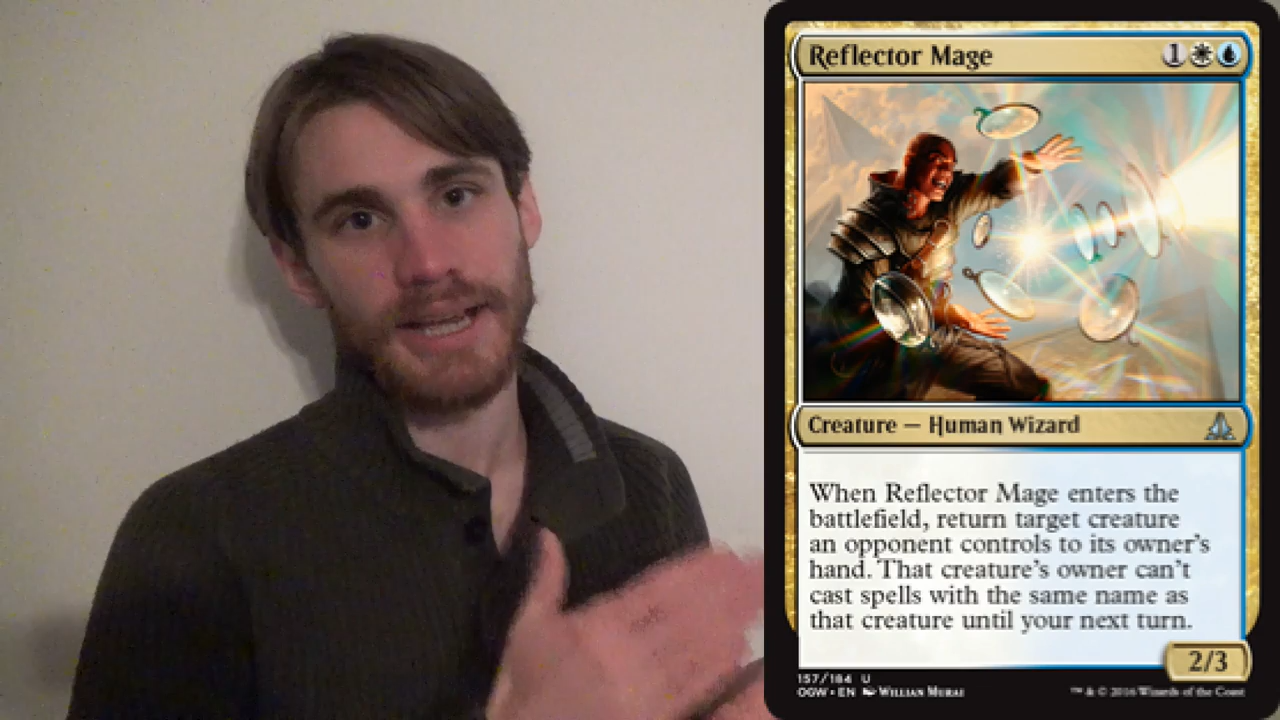 Reflector Mage 1
Creature — Human Wizard
When Reflector Mage enters the
battlefield, return target creature
an opponent controls to its owner's
hand. That creature's owner can't
cast spells with the same name as
that creature until your next turn.
2/3
157/184 U
OGW • EN Willian Murai
™ & © 2016 Wizards of the Coast